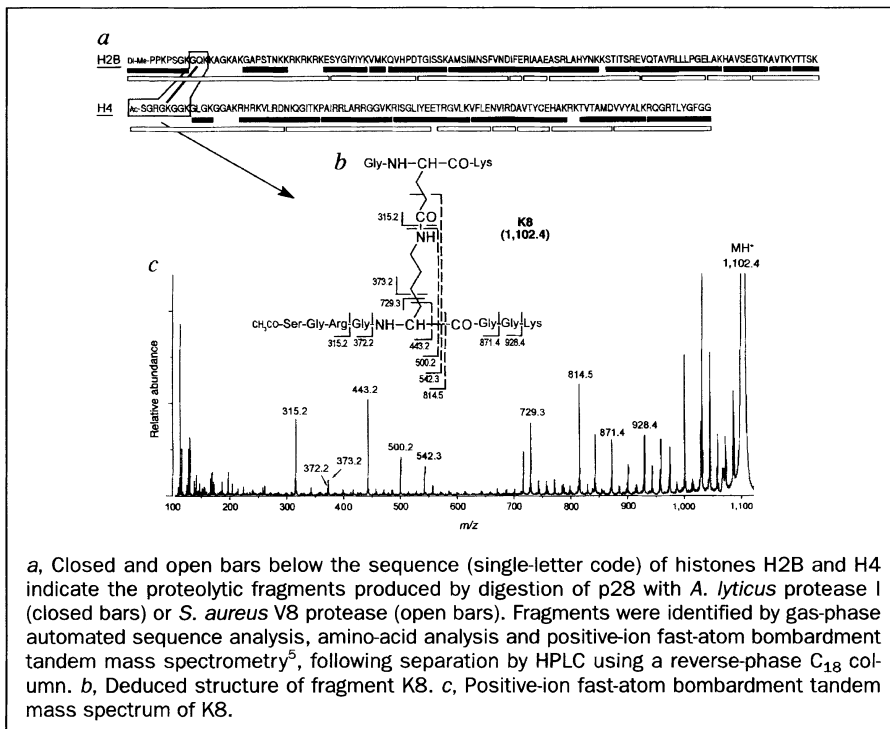 a
H2B Di-Me-PPKPSGKGQKKAGKAKGAPSTNKKRKRKRKESYGIYIYKVMKQVHPDTGISSKAMSIMNSFVNDIFERIAAEASRLAHYNKKSTITSREVQTAVRLLLPGELAKHAVSEGTKAVTKYTTSK
H4 Ac-SGRGKGGKGLGKGGAKRHRKVLRDNKQGITKPAIRRLARRGGVKRISGLIYEETRGVLKVFLENVIRDAVTYCEHAKRKTVTAMDVVYALKRQGRTLYGFGG
b
Gly-NH-CH-CO-Lys
CO
315.2
NH
K8
(1,102.4)
MH⁺
1,102.4
c
373.2
729.3
CH₃CO-Ser-Gly-Arg-Gly-NH-CH-CO-Gly-Gly-Lys
315.2 372.2 443.2 871.4 928.4
500.2
542.3
814.5
Relative abundance
315.2
372.2
373.2
443.2
500.2
542.3
729.3
814.5
871.4
928.4
100 200 300 400 500 600 700 800 900 1,000 1,100
m/z
a, Closed and open bars below the sequence (single-letter code) of histones H2B and H4
indicate the proteolytic fragments produced by digestion of p28 with A. lyticus protease I
(closed bars) or S. aureus V8 protease (open bars). Fragments were identified by gas-phase
automated sequence analysis, amino-acid analysis and positive-ion fast-atom bombardment
tandem mass spectrometry⁵, following separation by HPLC using a reverse-phase C₁₈ col-
umn. b, Deduced structure of fragment K8. c, Positive-ion fast-atom bombardment tandem
mass spectrum of K8.